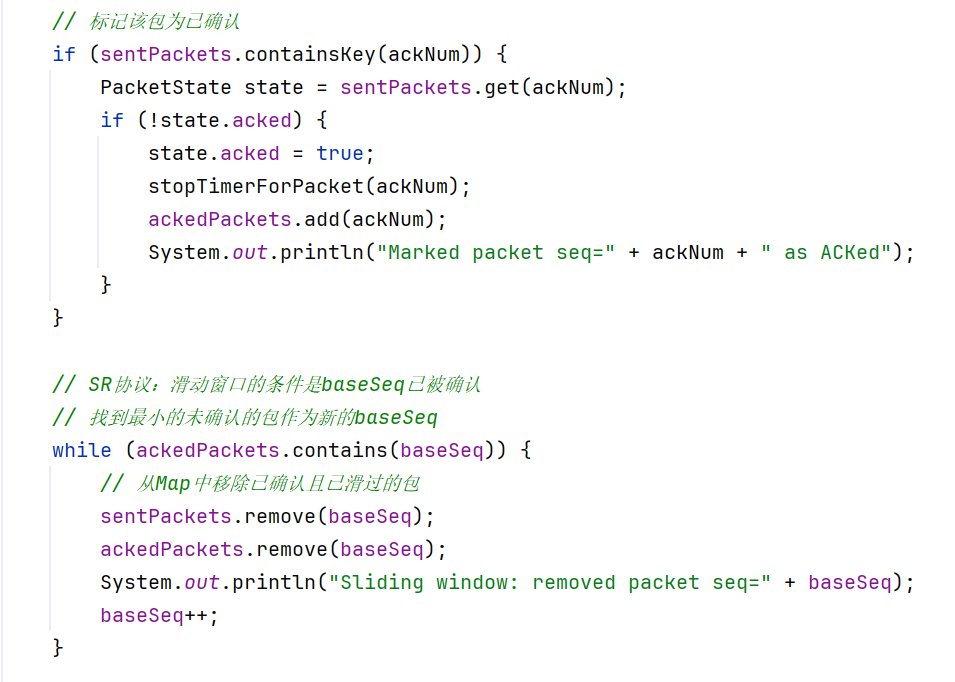 // 标记该包为已确认
if (sentPackets.containsKey(ackNum)) {
    PacketState state = sentPackets.get(ackNum);
    if (!state.acked) {
        state.acked = true;
        stopTimerForPacket(ackNum);
        ackedPackets.add(ackNum);
        System.out.println("Marked packet seq=" + ackNum + " as ACKed");
    }
}
// SR协议：滑动窗口的条件是baseSeq已被确认
// 找到最小的未确认的包作为新的baseSeq
while (ackedPackets.contains(baseSeq)) {
    // 从Map中移除已确认且已滑过的包
    sentPackets.remove(baseSeq);
    ackedPackets.remove(baseSeq);
    System.out.println("Sliding window: removed packet seq=" + baseSeq);
    baseSeq++;
}